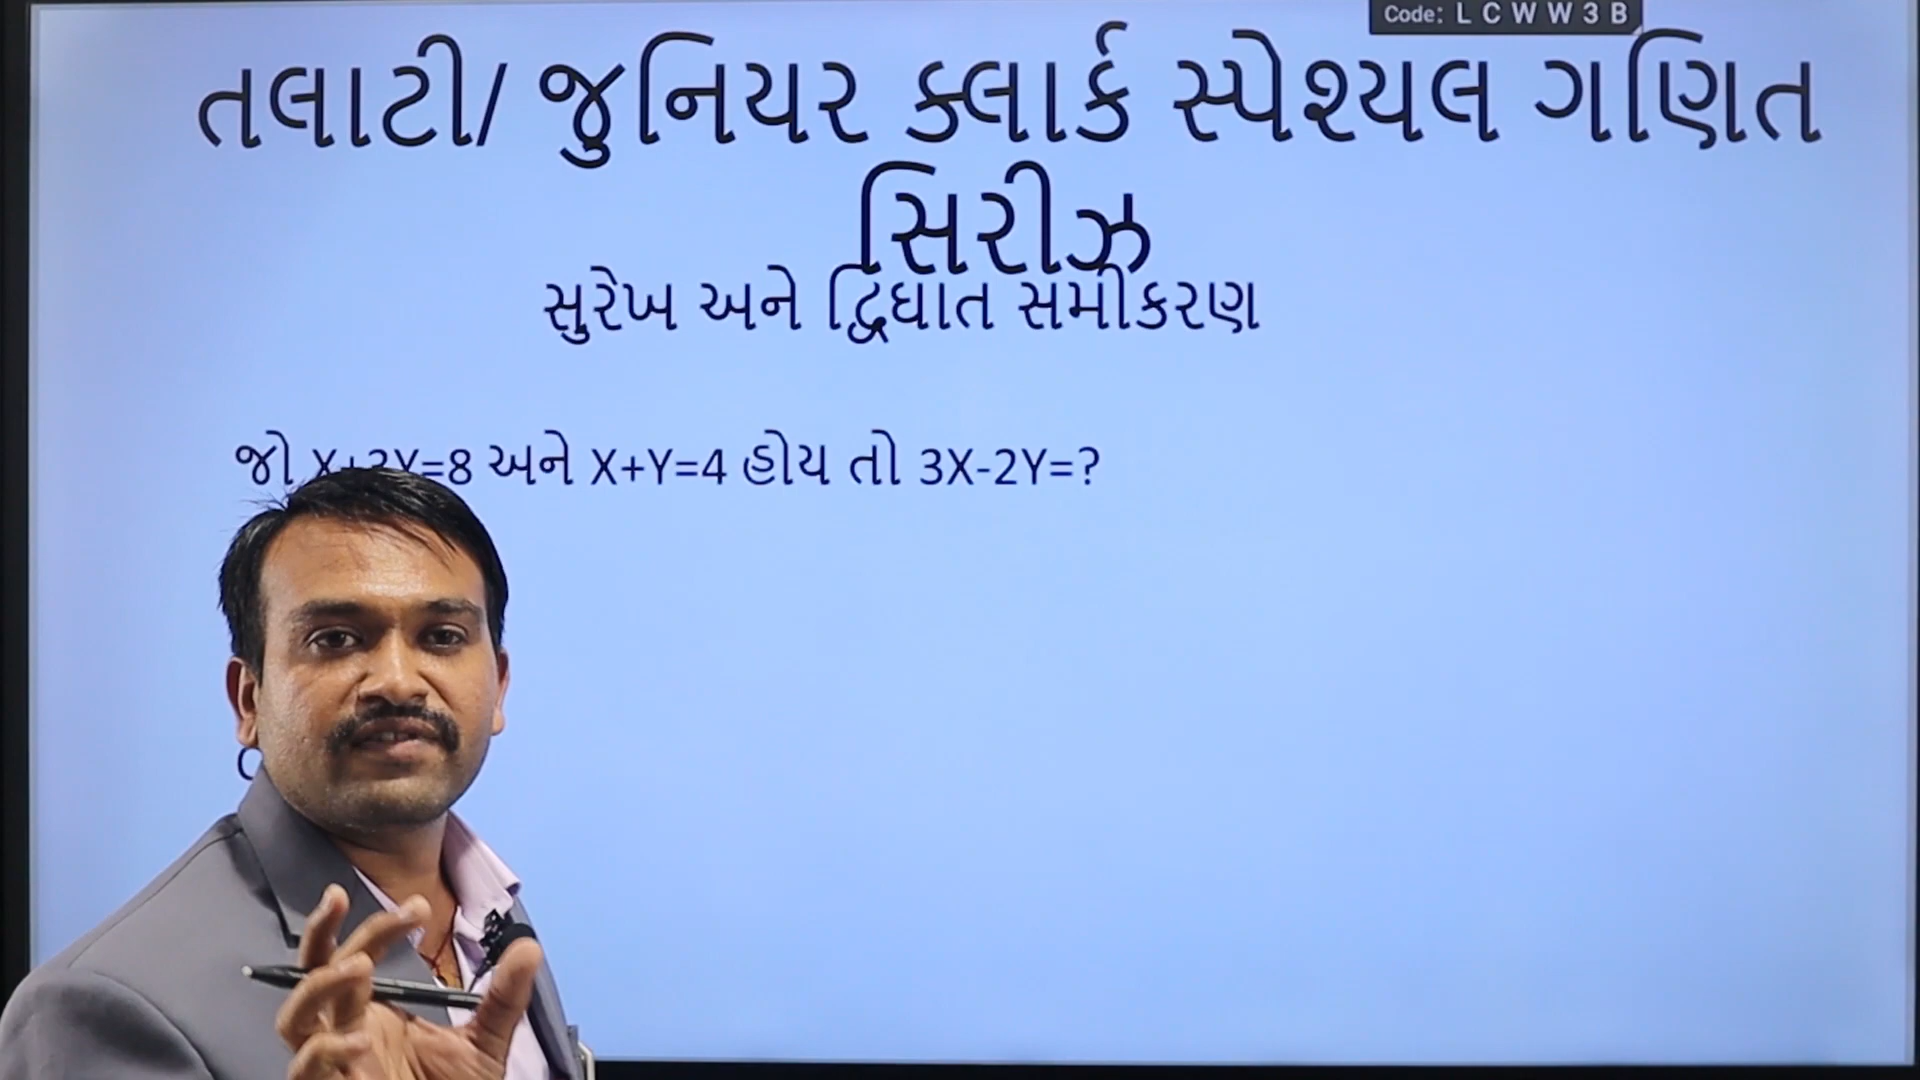 Code: L C W W 3 B
તલાટી/ જુનિયર ક્લાર્ક સ્પેશ્યલ ગણિત
સિરીઝ
સુરેખ અને દ્વિઘાત સમીકરણ
જો =8 અને X+Y=4 હોય તો 3X-2Y=?